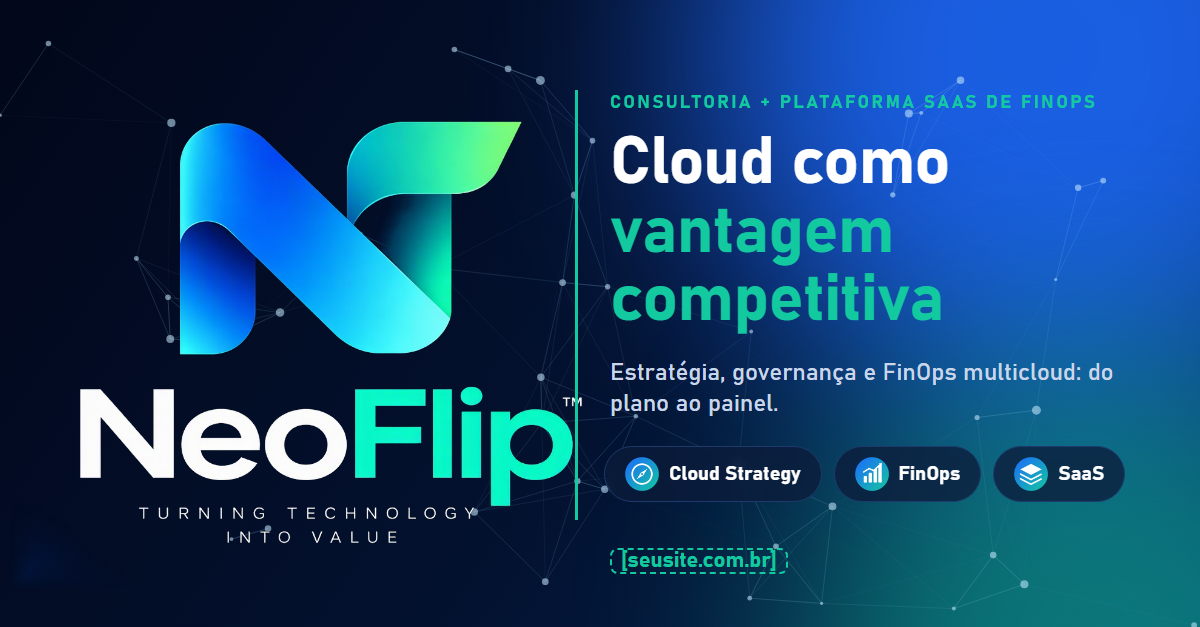 NeoFlip™
TURNING TECHNOLOGY
INTO VALUE
CONSULTORIA + PLATAFORMA SAAS DE FINOPS
Cloud como
vantagem
competitiva
Estratégia, governança e FinOps multicloud: do
plano ao painel.
Cloud Strategy
FinOps
SaaS
[seusite.com.br]